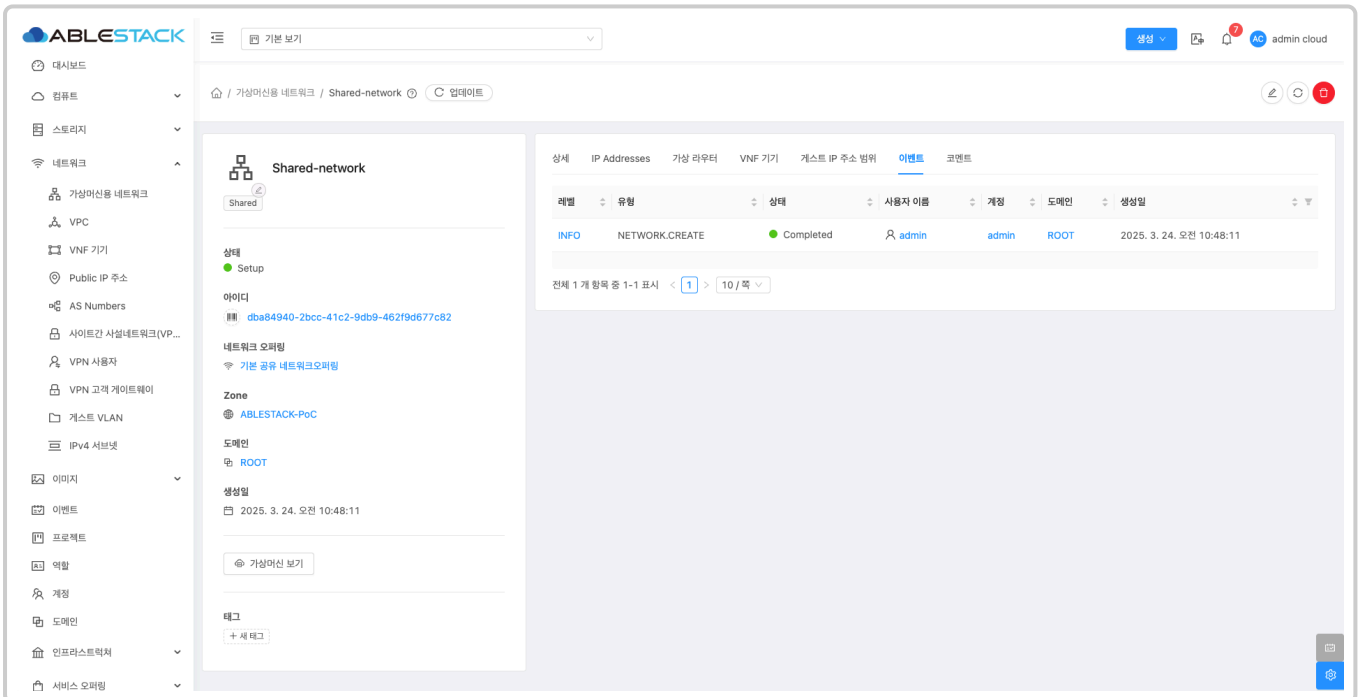 ABLESTACK
기본 보기
생성
7
AC
admin cloud
대시보드
컴퓨트
스토리지
네트워크
가상머신용 네트워크
VPC
VNF 기기
Public IP 주소
AS Numbers
사이트간 사설네트워크(VP...
VPN 사용자
VPN 고객 게이트웨이
게스트 VLAN
IPv4 서브넷
이미지
이벤트
프로젝트
역할
계정
도메인
인프라스트럭쳐
서비스 오퍼링
/ 가상머신용 네트워크 / Shared-network
업데이트
Shared-network
Shared
상태
Setup
아이디
dba84940-2bcc-41c2-9db9-462f9d677c82
네트워크 오퍼링
기본 공유 네트워크오퍼링
Zone
ABLESTACK-PoC
도메인
ROOT
생성일
2025. 3. 24. 오전 10:48:11
가상머신 보기
태그
+ 새 태그
상세 IP Addresses 가상 라우터 VNF 기기 게스트 IP 주소 범위 이벤트 코멘트
레벨 유형 상태 사용자 이름 계정 도메인 생성일
INFO NETWORK.CREATE Completed admin admin ROOT 2025. 3. 24. 오전 10:48:11
전체 1 개 항목 중 1-1 표시 < 1 > 10 / 쪽